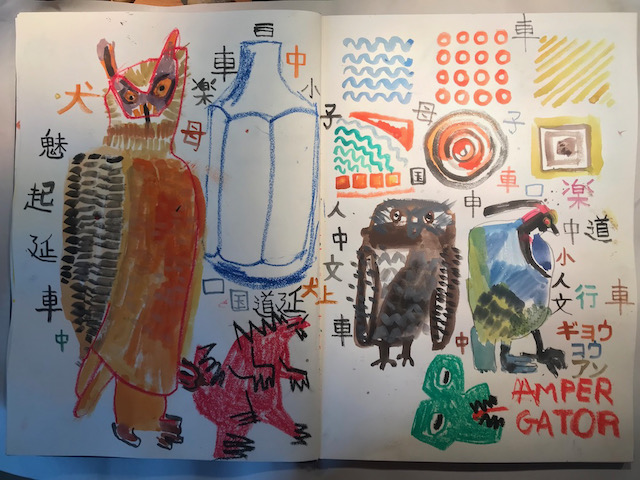 犬
車
楽
中
小
母
魅
起
延
車
中
口
国
道
延
犬
上
車
子
母
子
国
車
口
楽
申
人
中
文
車
中
道
小
人
文
行
車
ギョウ
ヨウ
アン
中
AMPER
GATOR